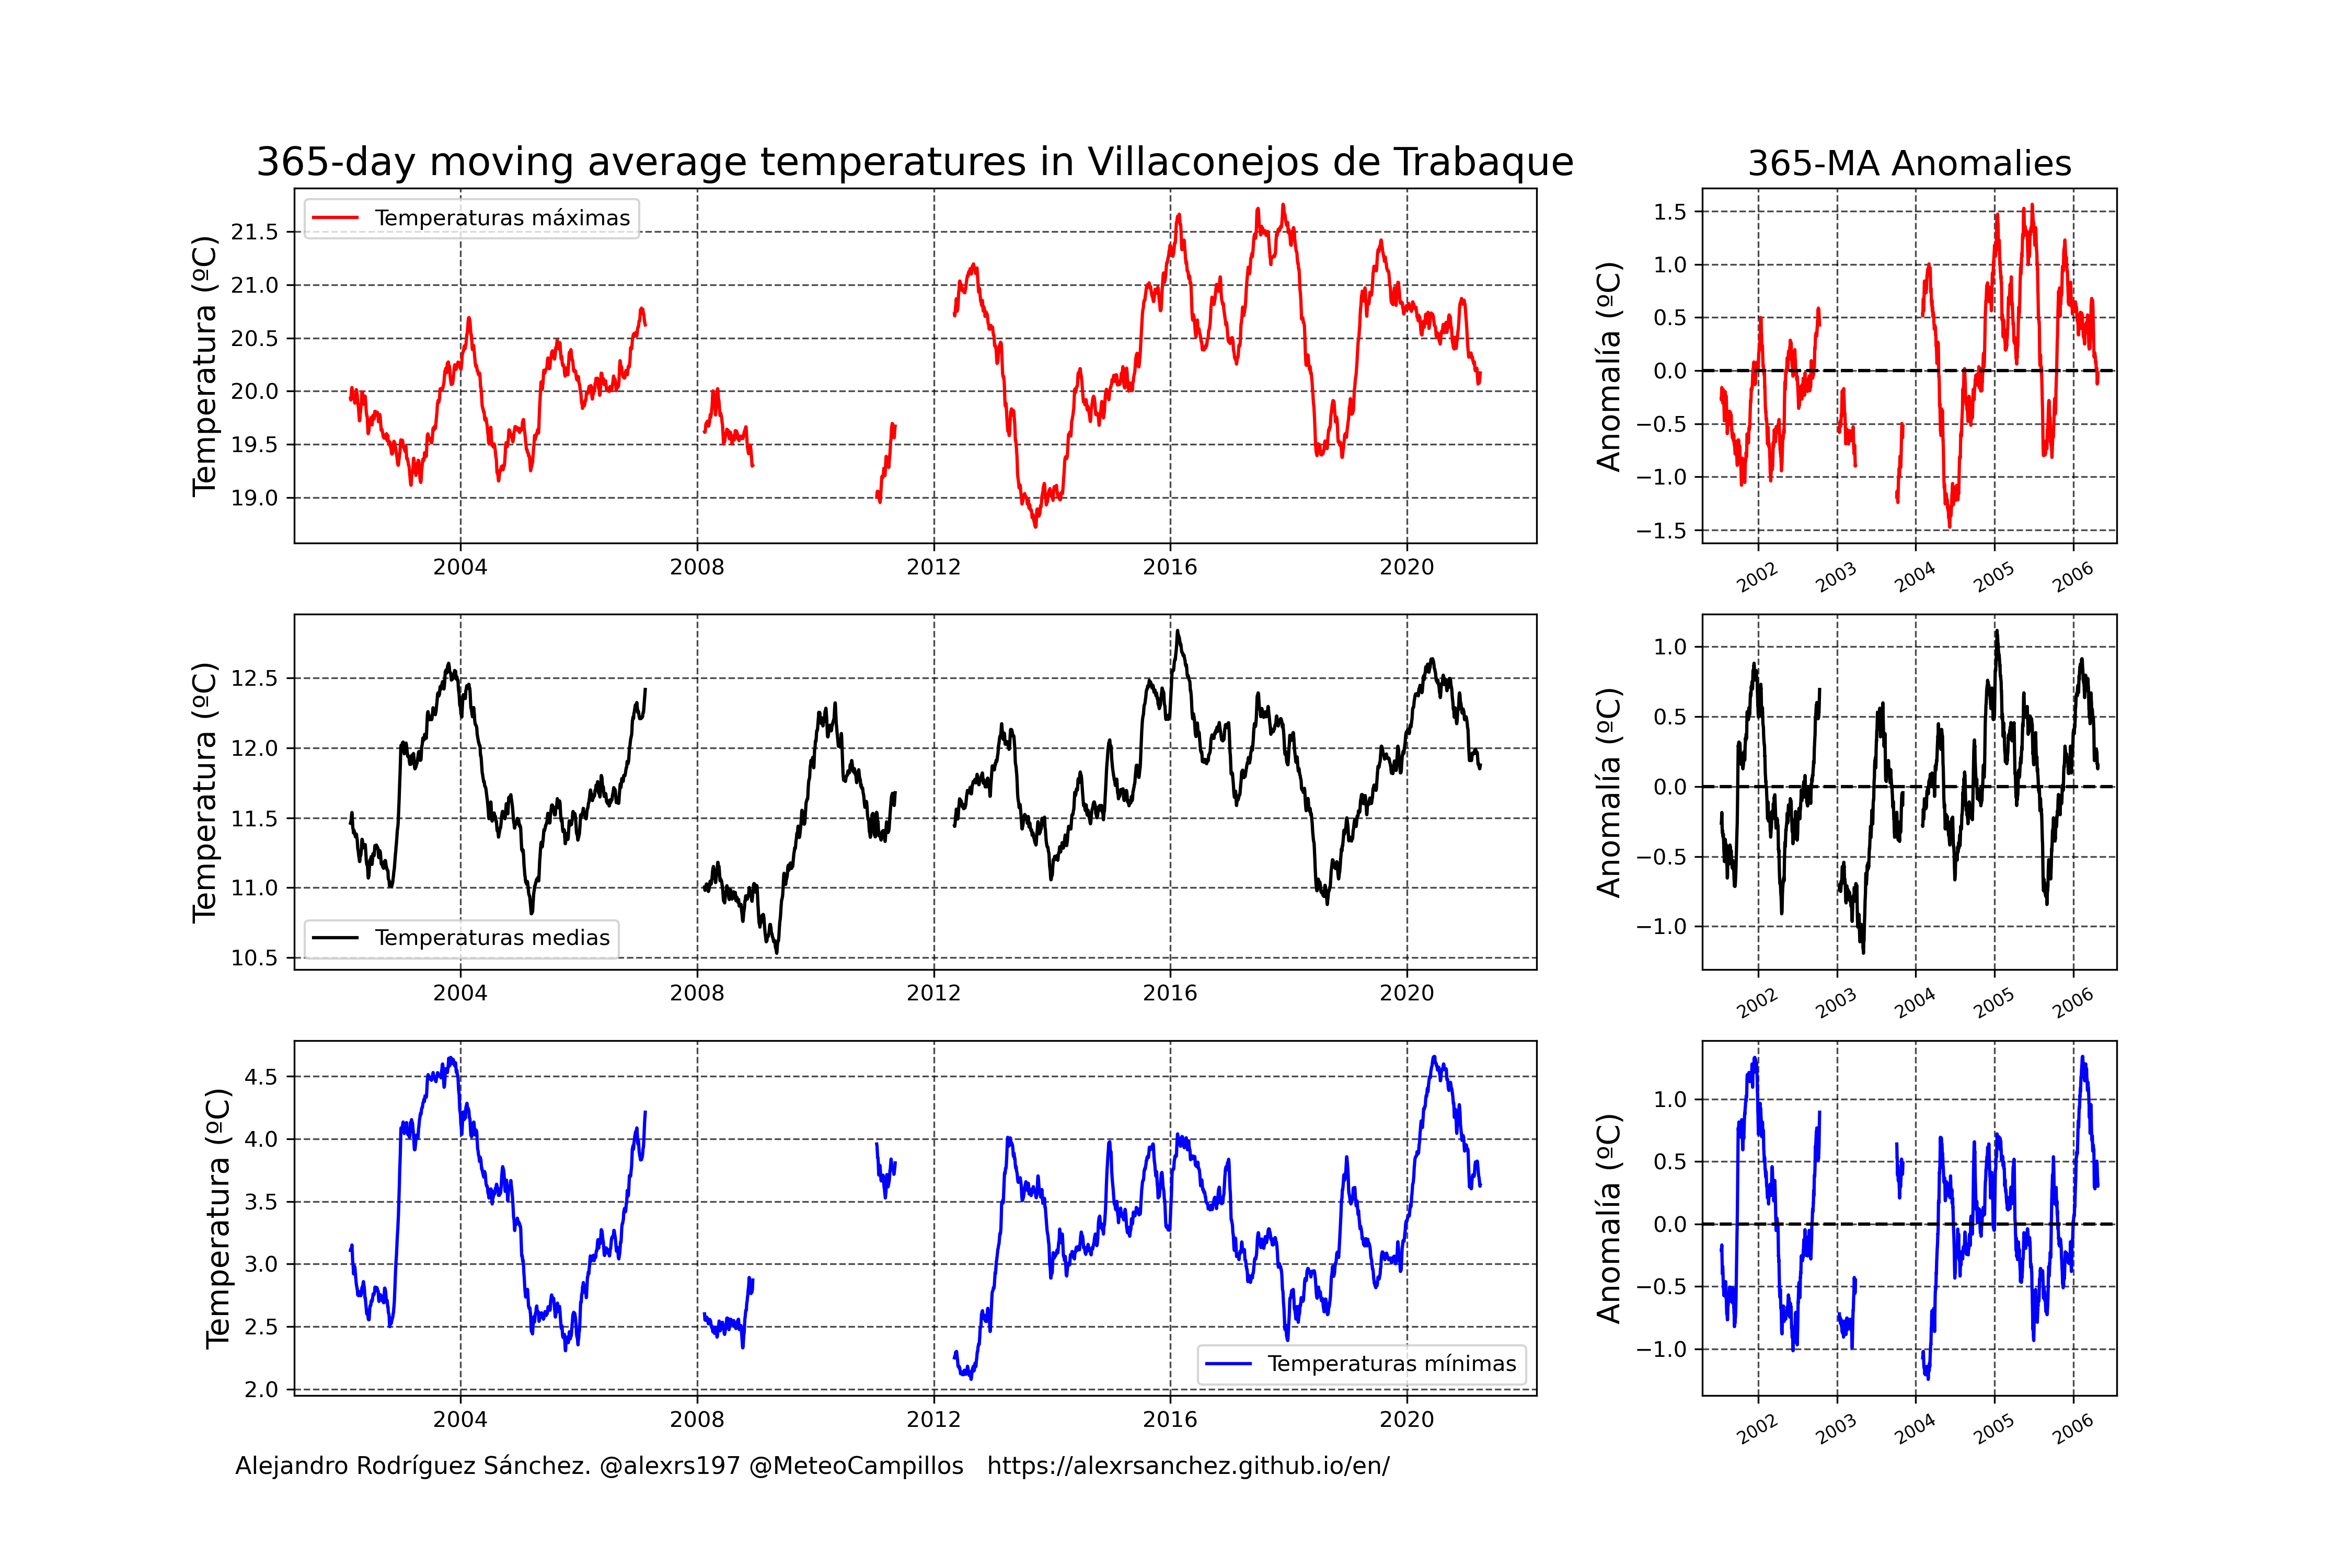 365-day moving average temperatures in Villaconejos de Trabaque
365-MA Anomalies
Temperatura (ºC)
21.5
21.0
20.5
20.0
19.5
19.0
Temperaturas máximas
2004 2008 2012 2016 2020
Anomalía (ºC)
1.5
1.0
0.5
0.0
−0.5
−1.0
−1.5
2002 2003 2004 2005 2006
Temperatura (ºC)
12.5
12.0
11.5
11.0
10.5
Temperaturas medias
2004 2008 2012 2016 2020
Anomalía (ºC)
1.0
0.5
0.0
−0.5
−1.0
2002 2003 2004 2005 2006
Temperatura (ºC)
4.5
4.0
3.5
3.0
2.5
2.0
Temperaturas mínimas
2004 2008 2012 2016 2020
Anomalía (ºC)
1.0
0.5
0.0
−0.5
−1.0
2002 2003 2004 2005 2006
Alejandro Rodríguez Sánchez. @alexrs197 @MeteoCampillos https://alexrsanchez.github.io/en/